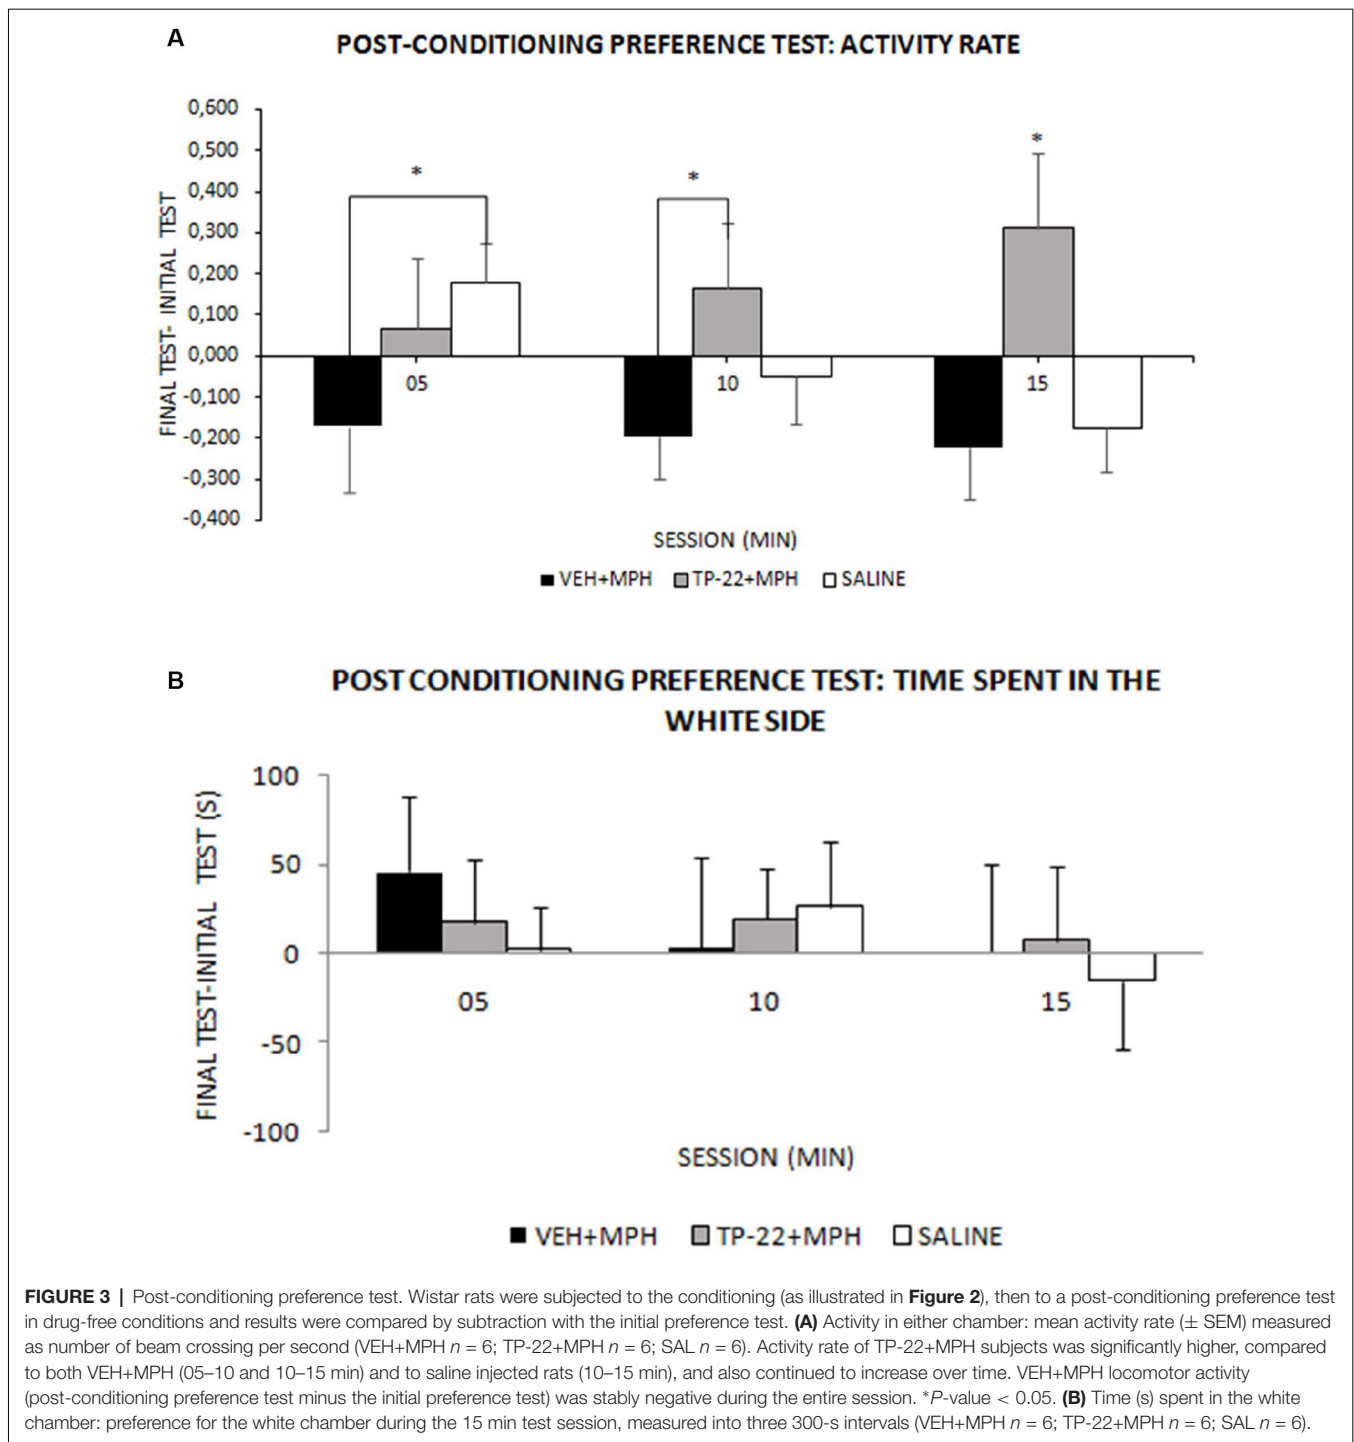 A
POST-CONDITIONING PREFERENCE TEST: ACTIVITY RATE
FINAL TEST- INITIAL TEST
0,600
0,500
0,400
0,300
0,200
0,100
0,000
-0,100
-0,200
-0,300
-0,400
*
*
*
05
10
15
SESSION (MIN)
VEH+MPH TP-22+MPH SALINE
B
POST CONDITIONING PREFERENCE TEST: TIME SPENT IN THE
WHITE SIDE
FINAL TEST-INITIAL TEST (S)
100
50
0
-50
-100
05
10
15
SESSION (MIN)
VEH+MPH TP-22+MPH SALINE
FIGURE 3 | Post-conditioning preference test. Wistar rats were subjected to the conditioning (as illustrated in Figure 2), then to a post-conditioning preference test
in drug-free conditions and results were compared by subtraction with the initial preference test. (A) Activity in either chamber: mean activity rate (± SEM) measured
as number of beam crossing per second (VEH+MPH n = 6; TP-22+MPH n = 6; SAL n = 6). Activity rate of TP-22+MPH subjects was significantly higher, compared
to both VEH+MPH (05–10 and 10–15 min) and to saline injected rats (10–15 min), and also continued to increase over time. VEH+MPH locomotor activity
(post-conditioning preference test minus the initial preference test) was stably negative during the entire session. *P-value < 0.05. (B) Time (s) spent in the white
chamber: preference for the white chamber during the 15 min test session, measured into three 300-s intervals (VEH+MPH n = 6; TP-22+MPH n = 6; SAL n = 6).